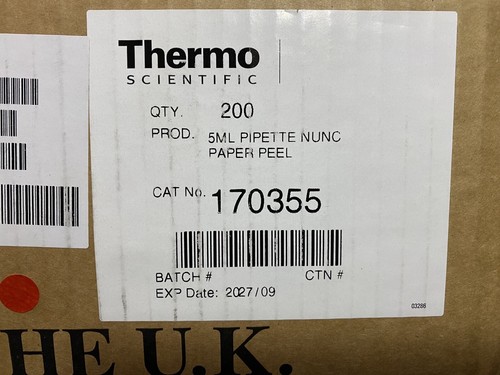 Thermo
SCIENTIFIC
QTY. 200
PROD. 5ML PIPETTE NUNC
PAPER PEEL
CAT No. 170355
BATCH # CTN #
EXP Date: 2027/09
03286
HE U.K.